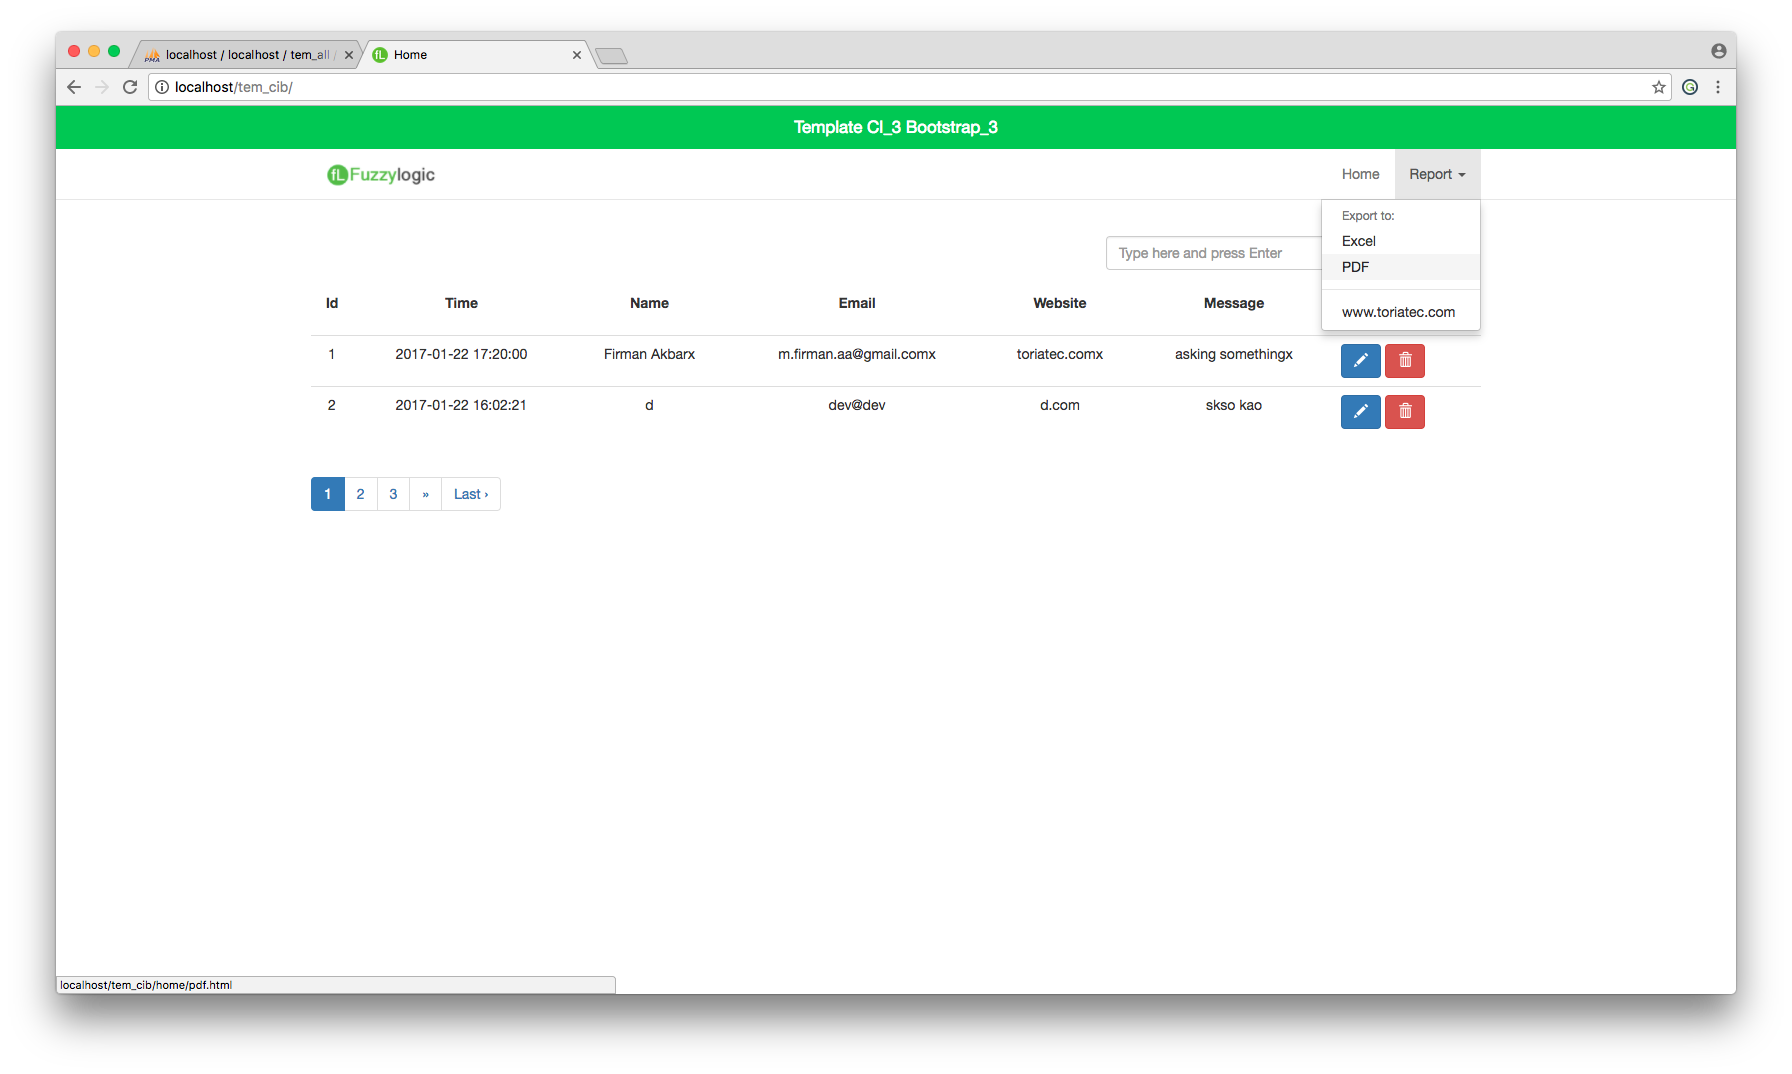 localhost / localhost / tem_all /
Home
localhost/tem_cib/
Template CI_3 Bootstrap_3
fL Fuzzylogic
Home
Report
Export to:
Excel
PDF
www.toriatec.com
Type here and press Enter
Id Time Name Email Website Message
1 2017-01-22 17:20:00 Firman Akbarx m.firman.aa@gmail.comx toriatec.comx asking somethingx
2 2017-01-22 16:02:21 d dev@dev d.com skso kao
1 2 3 » Last ›
localhost/tem_cib/home/pdf.html